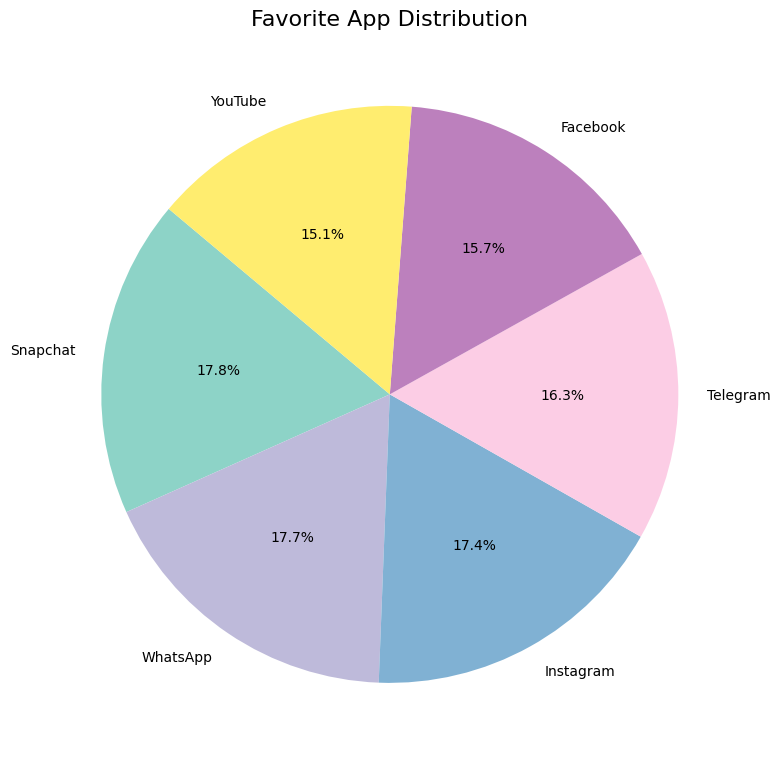 Favorite App Distribution
YouTube
Facebook
15.1%
15.7%
Snapchat
17.8%
16.3%
Telegram
17.7%
17.4%
WhatsApp
Instagram